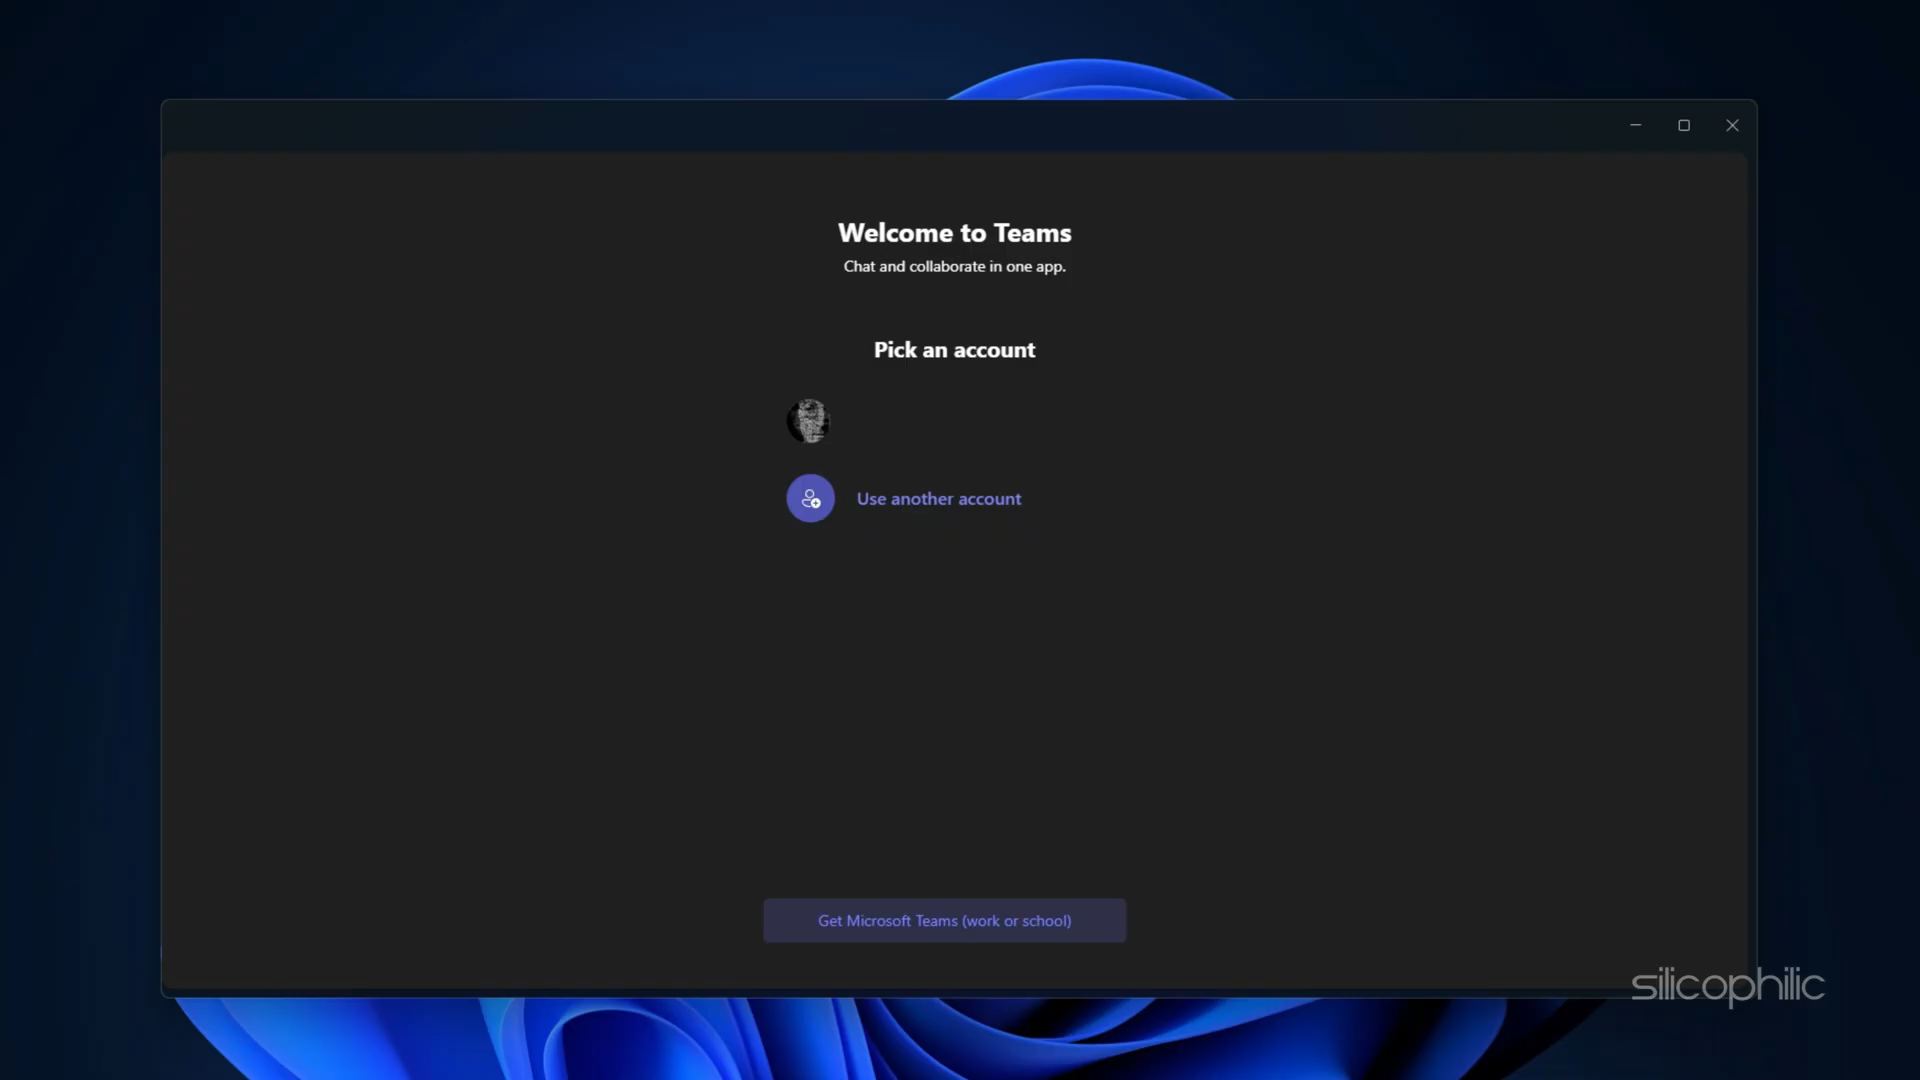 Welcome to Teams
Chat and collaborate in one app.
Pick an account
Use another account
Get Microsoft Teams (work or school)
silicophilic